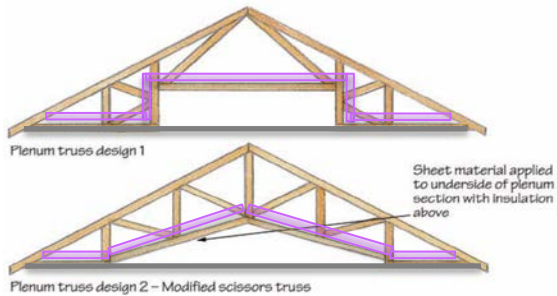 Plenum truss design 1
Sheet material applied
to underside of plenum
section with insulation
above
Plenum truss design 2 – Modified scissors truss